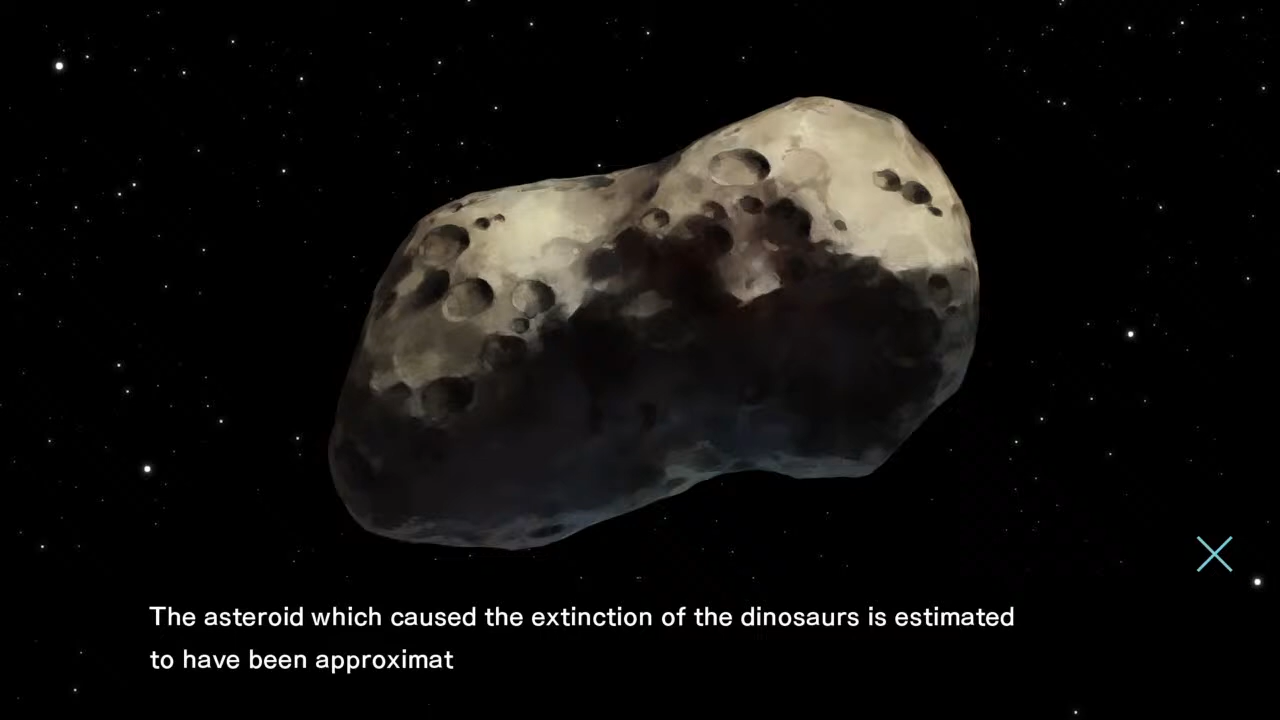 The asteroid which caused the extinction of the dinosaurs is estimated
to have been approximat